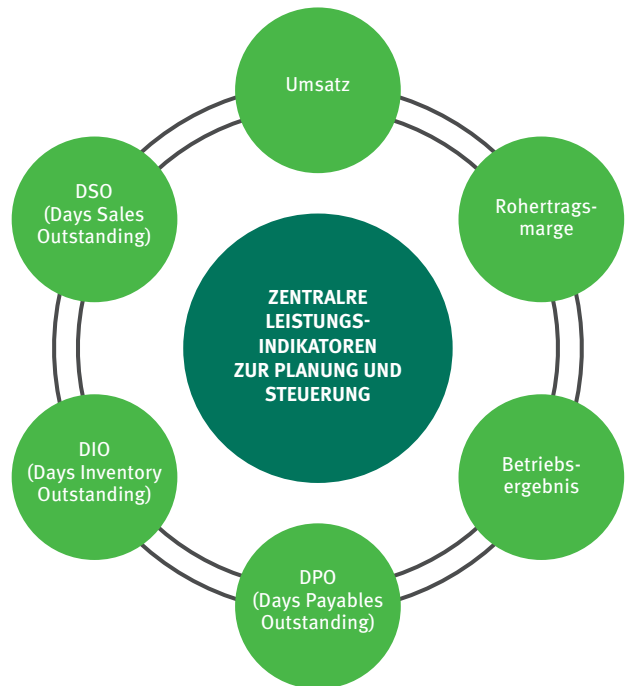 Umsatz
Rohertrags-
marge
Betriebs-
ergebnis
DPO
(Days Payables
Outstanding)
DIO
(Days Inventory
Outstanding)
DSO
(Days Sales
Outstanding)
ZENTRALRE
LEISTUNGS-
INDIKATOREN
ZUR PLANUNG UND
STEUERUNG